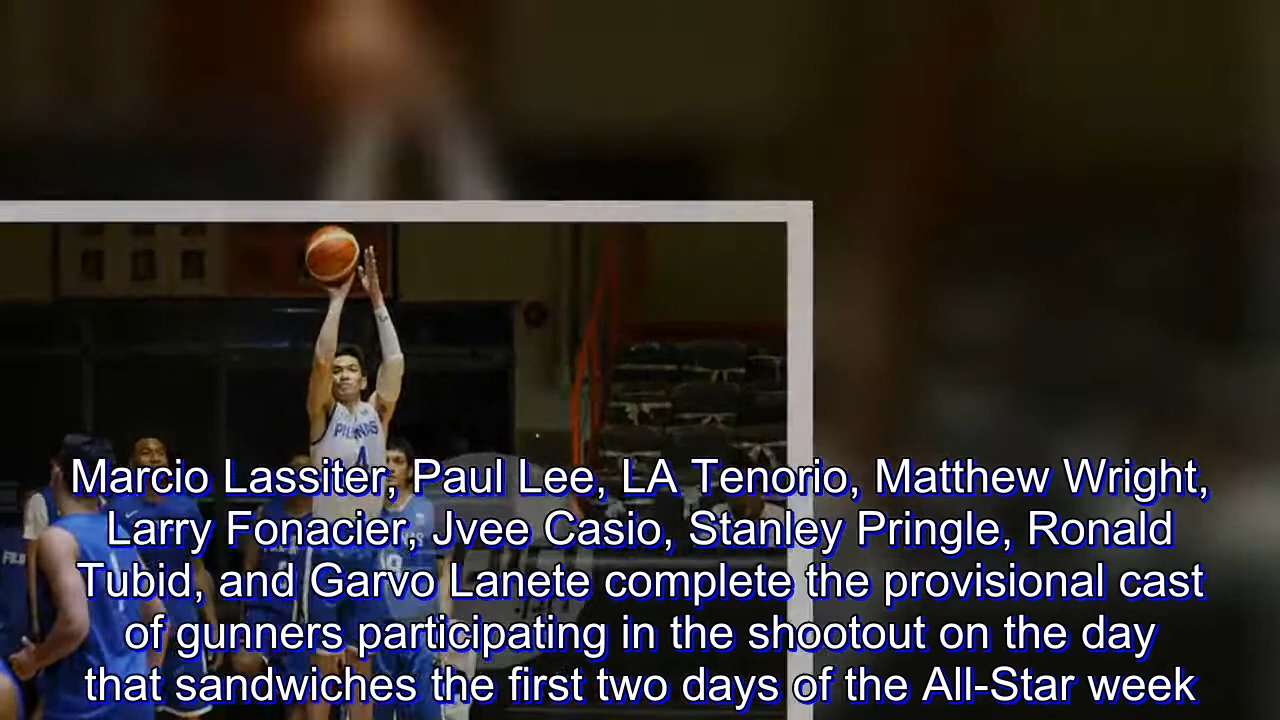 PILIPINAS
4
Marcio Lassiter, Paul Lee, LA Tenorio, Matthew Wright,
Larry Fonacier, Jvee Casio, Stanley Pringle, Ronald
Tubid, and Garvo Lanete complete the provisional cast
of gunners participating in the shootout on the day
that sandwiches the first two days of the All-Star week